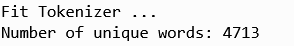 Fit Tokenizer ...
Number of unique words: 4713